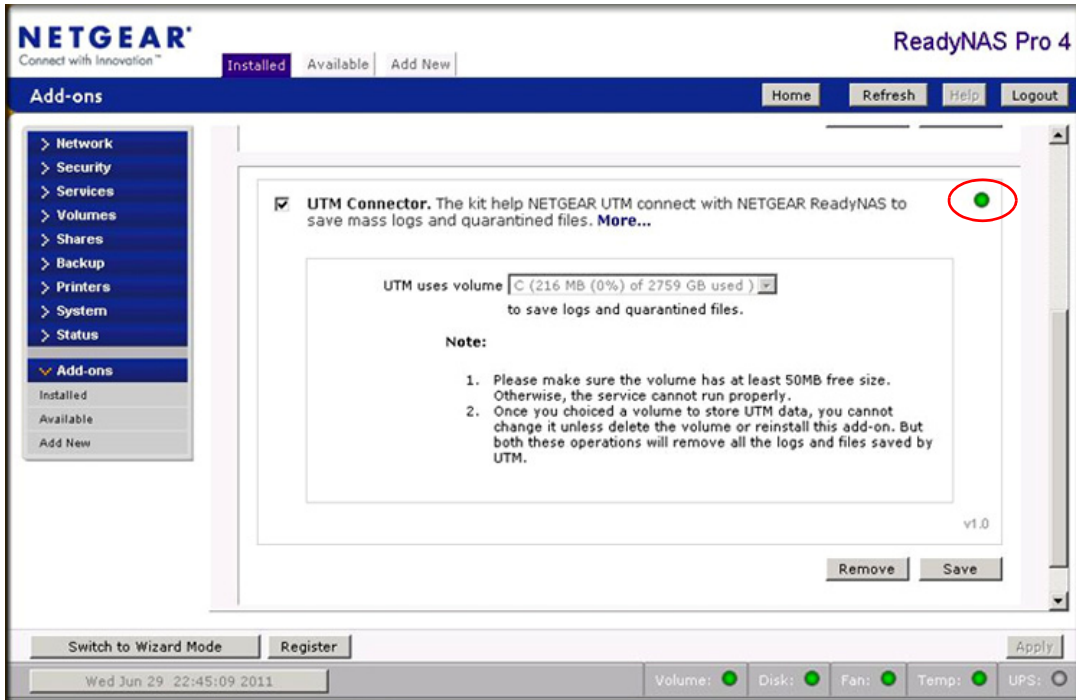 NETGEAR®
Connect with Innovation™
ReadyNAS Pro 4
Installed
Available
Add New
Add-ons
Home
Refresh
Help
Logout
> Network
> Security
> Services
> Volumes
> Shares
> Backup
> Printers
> System
> Status
Add-ons
Installed
Available
Add New
UTM Connector. The kit help NETGEAR UTM connect with NETGEAR ReadyNAS to
save mass logs and quarantined files. More...
UTM uses volume C (216 MB (0%) of 2759 GB used )
to save logs and quarantined files.
Note:
1. Please make sure the volume has at least 50MB free size.
Otherwise, the service cannot run properly.
2. Once you choiced a volume to store UTM data, you cannot
change it unless delete the volume or reinstall this add-on. But
both these operations will remove all the logs and files saved by
UTM.
v1.0
Remove
Save
Switch to Wizard Mode
Register
Apply
Wed Jun 29 22:45:09 2011
Volume:
Disk:
Fan:
Temp:
UPS: